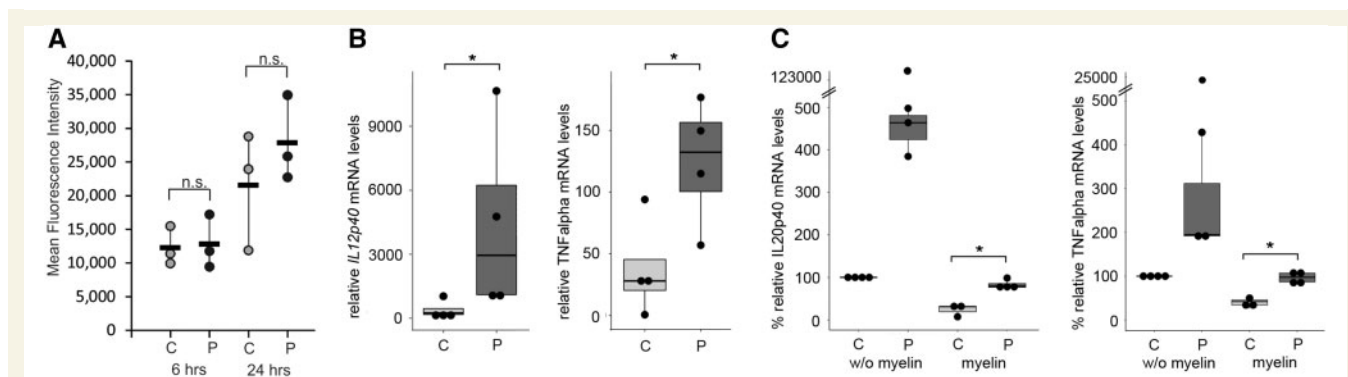 A
Mean Fluorescence Intensity
40,000
35,000
30,000
25,000
20,000
15,000
10,000
5,000
0
n.s.
n.s.
C P C P
6 hrs 24 hrs
B
relative IL12p40 mRNA levels
9000
6000
3000
0
*
C P
relative TNFalpha mRNA levels
150
100
50
0
*
C P
C
% relative IL20p40 mRNA levels
123000
500
400
300
200
100
0
*
C P C P
w/o myelin myelin
% relative TNFalpha mRNA levels
25000
500
400
300
200
100
0
*
C P C P
w/o myelin myelin